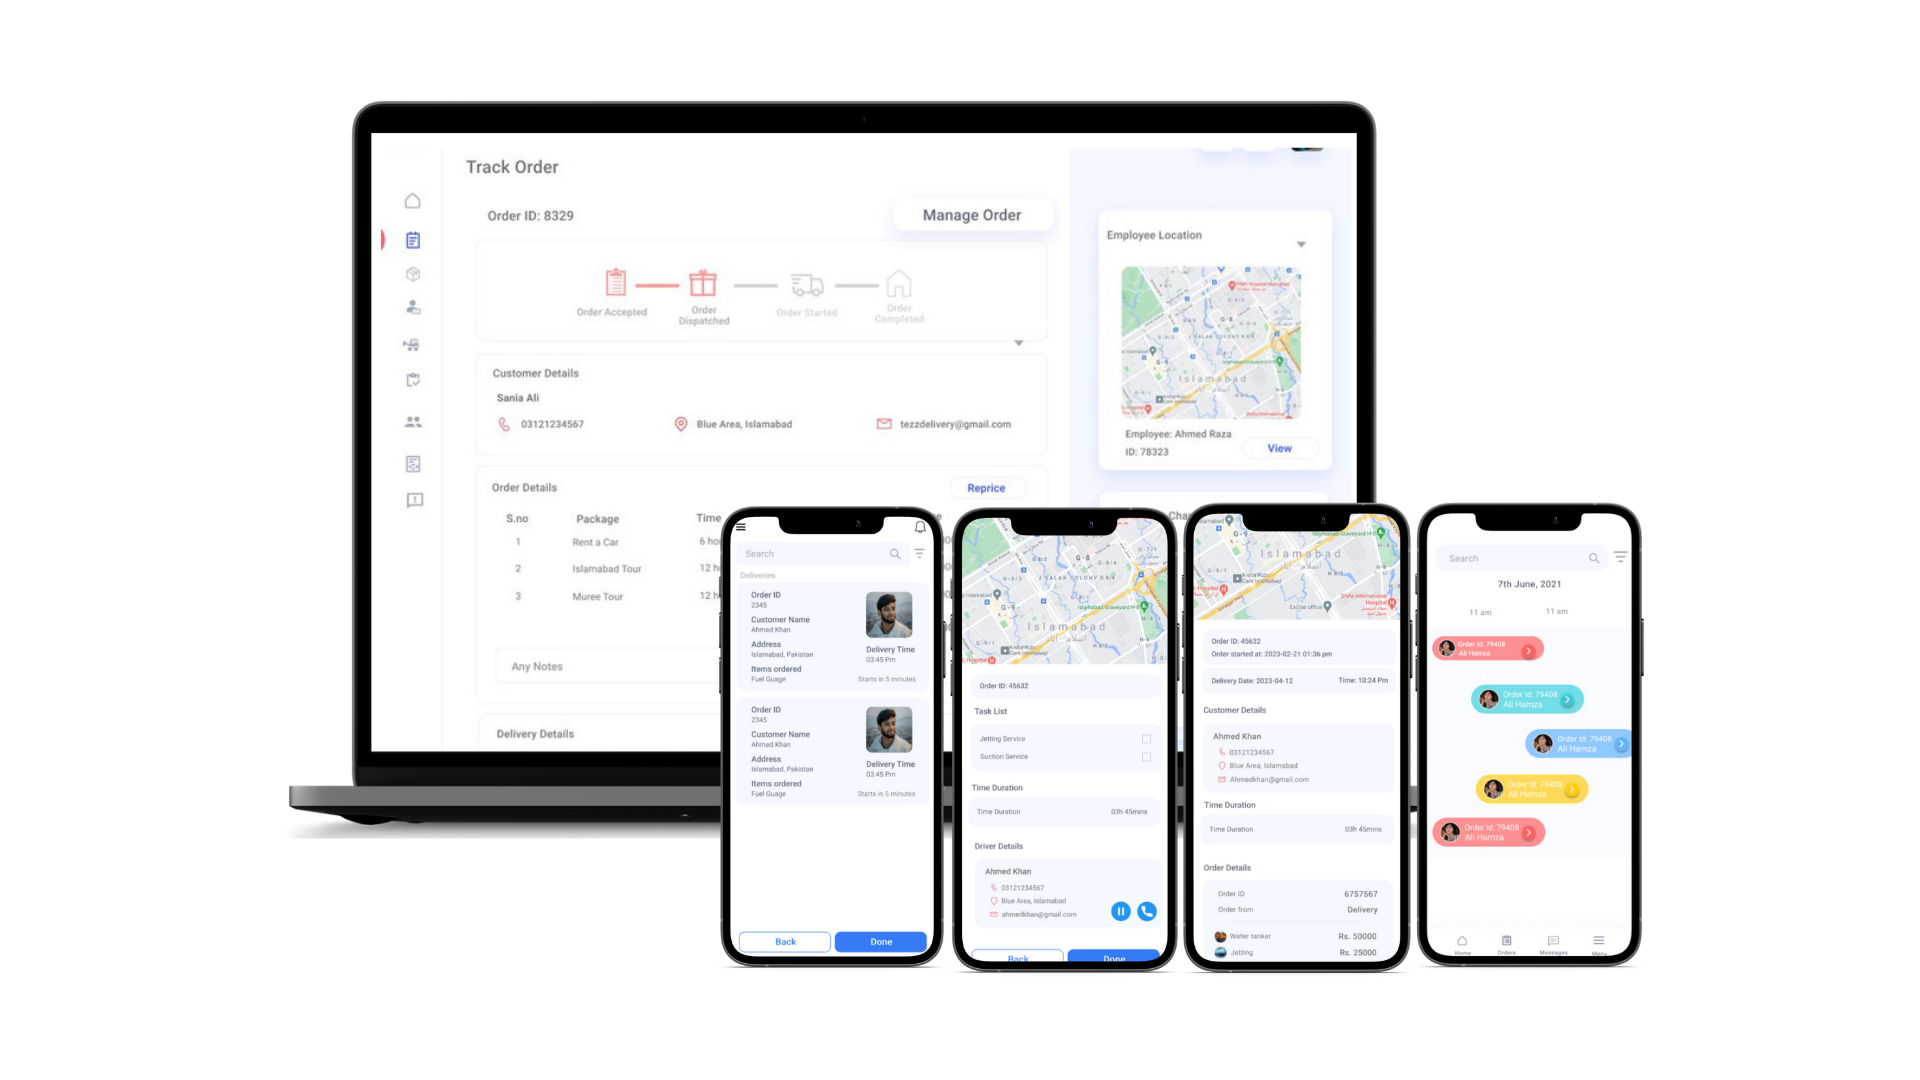 Track Order
Order ID: 8329
Manage Order
Order Accepted
Order
Dispatched
Order Started
Order
Completed
Customer Details
Sania Ali
03121234567
Blue Area, Islamabad
tezzdelivery@gmail.com
Order Details
Reprice
S.no
Package
Time
1
Rent a Car
2
Islamabad Tour
3
Muree Tour
Any Notes
Delivery Details
Employee Location
Islamabad
Employee: Ahmed Raza
ID: 78323
View
Search
Deliveries
Order ID
2345
Customer Name
Ahmed Khan
Address
Islamabad, Pakistan
Items ordered
Fuel Guage
Delivery Time
03:45 Pm
Starts in 5 minutes
Order ID
2345
Customer Name
Ahmed Khan
Address
Islamabad, Pakistan
Items ordered
Fuel Guage
Delivery Time
03:45 Pm
Starts in 5 minutes
Back
Done
G-8
G-9
Islamabad
Order ID: 45632
Task List
Jetting Service
Suction Service
Time Duration
Time Duration
03h 45mins
Driver Details
Ahmed Khan
03121234567
Blue Area, Islamabad
ahmedkhan@gmail.com
Back
Done
Islamabad
Excise office
Shifa International
Hospital
Order ID: 45632
Order started at: 2023-02-21 01:36 pm
Delivery Date: 2023-04-12
Time: 10:24 Pm
Customer Details
Ahmed Khan
03121234567
Blue Area, Islamabad
Ahmedkhan@gmail.com
Time Duration
Time Duration
03h 45mins
Order Details
Order ID
6757567
Order from
Delivery
Water tanker
Rs. 50000
Jetting
Rs. 25000
Search
7th June, 2021
11 am
11 am
Order Id: 79408
Ali Hamza
Order Id: 79408
Ali Hamza
Order Id: 79408
Ali Hamza
Order Id: 79408
Ali Hamza
Order Id: 79408
Ali Hamza
Home
Orders
Messages
Menu